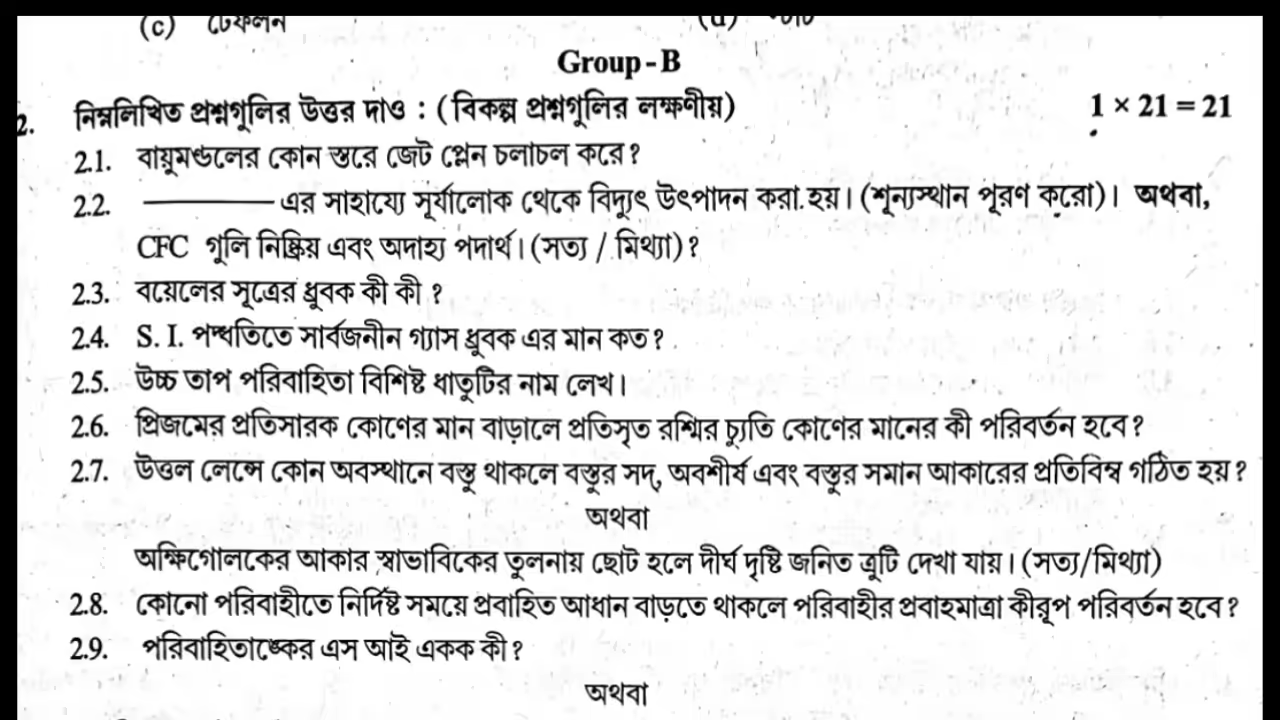 (c) টেফলন
Group - B
2. নিম্নলিখিত প্রশ্নগুলির উত্তর দাও : ( বিকল্প প্রশ্নগুলির লক্ষণীয়) 1 × 21 = 21
2.1. বায়ুমণ্ডলের কোন স্তরে জেট প্লেন চলাচল করে ?
2.2. ———— এর সাহায্যে সূর্যালোক থেকে বিদ্যুৎ উৎপাদন করা হয়। (শূন্যস্থান পূরণ করো)। অথবা,
CFC গুলি নিষ্ক্রিয় এবং অদাহ্য পদার্থ। (সত্য / মিথ্যা) ?
2.3. বয়েলের সূত্রের ধ্রুবক কী কী ?
2.4. S. I. পদ্ধতিতে সার্বজনীন গ্যাস ধ্রুবক এর মান কত ?
2.5. উচ্চ তাপ পরিবাহিতা বিশিষ্ট ধাতুটির নাম লেখ।
2.6. প্রিজমের প্রতিসারক কোণের মান বাড়ালে প্রতিসৃত রশ্মির চ্যুতি কোণের মানের কী পরিবর্তন হবে ?
2.7. উত্তল লেন্সে কোন অবস্থানে বস্তু থাকলে বস্তুর সদ্, অবশীর্ষ এবং বস্তুর সমান আকারের প্রতিবিম্ব গঠিত হয় ?
অথবা
অক্ষিগোলকের আকার স্বাভাবিকের তুলনায় ছোট হলে দীর্ঘ দৃষ্টি জনিত ত্রুটি দেখা যায়। (সত্য/মিথ্যা)
2.8. কোনো পরিবাহীতে নির্দিষ্ট সময়ে প্রবাহিত আধান বাড়তে থাকলে পরিবাহীর প্রবাহমাত্রা কীরূপ পরিবর্তন হবে ?
2.9. পরিবাহিতাঙ্কের এস আই একক কী ?
অথবা